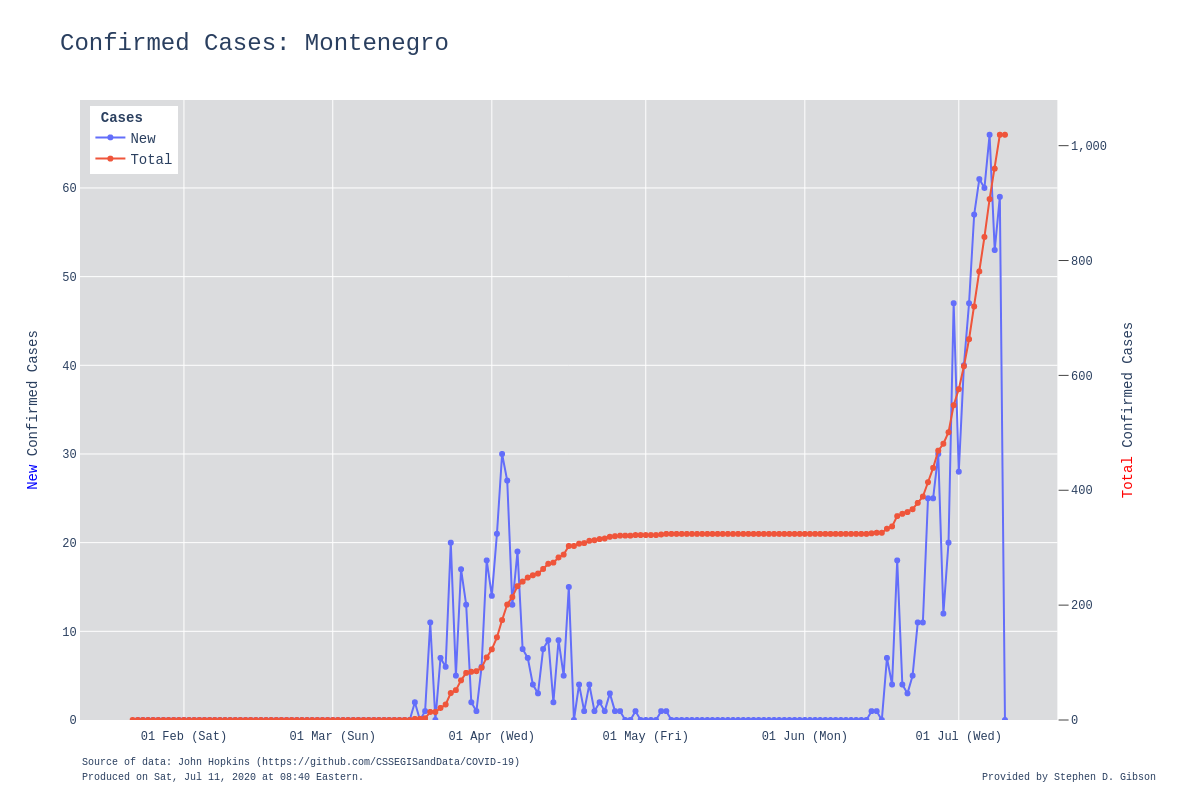 Confirmed Cases: Montenegro
Cases
New
Total
60
50
40
30
20
10
0
1,000
800
600
400
200
0
New Confirmed Cases
Total Confirmed Cases
01 Feb (Sat) 01 Mar (Sun) 01 Apr (Wed) 01 May (Fri) 01 Jun (Mon) 01 Jul (Wed)
Source of data: John Hopkins (https://github.com/CSSEGISandData/COVID-19)
Produced on Sat, Jul 11, 2020 at 08:40 Eastern.
Provided by Stephen D. Gibson